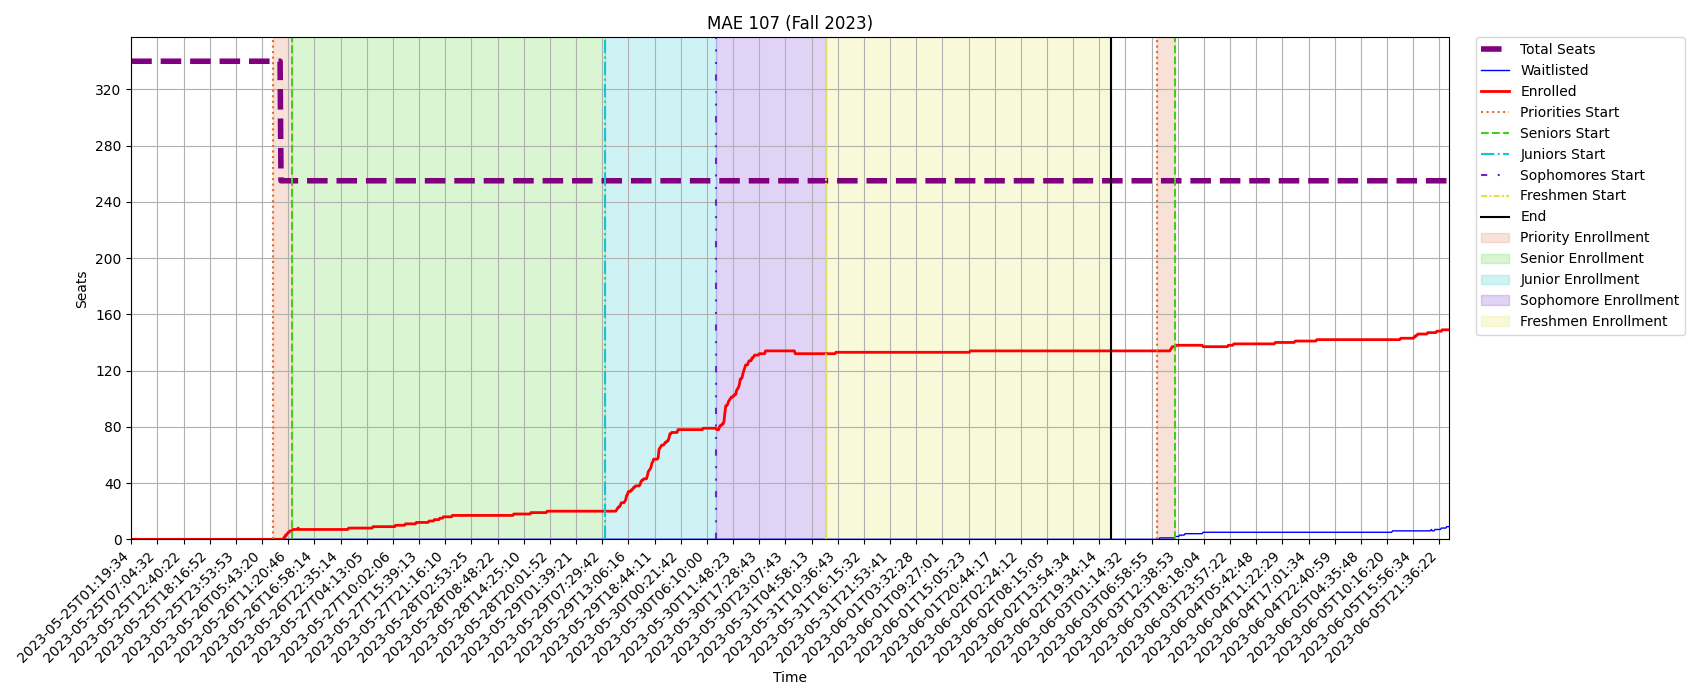 MAE 107 (Fall 2023)
Seats
320
280
240
200
160
120
80
40
0
2023-05-25T01:19:34
2023-05-25T07:04:32
2023-05-25T12:40:22
2023-05-25T18:16:52
2023-05-25T23:53:53
2023-05-26T05:43:20
2023-05-26T11:20:46
2023-05-26T16:58:14
2023-05-26T22:35:14
2023-05-27T04:13:05
2023-05-27T10:02:06
2023-05-27T15:39:13
2023-05-27T21:16:10
2023-05-28T02:53:25
2023-05-28T08:48:22
2023-05-28T14:25:10
2023-05-28T20:01:52
2023-05-29T01:39:21
2023-05-29T07:29:42
2023-05-29T13:06:16
2023-05-29T18:44:11
2023-05-30T00:21:42
2023-05-30T06:10:00
2023-05-30T11:48:23
2023-05-30T17:28:43
2023-05-30T23:07:43
2023-05-31T04:58:13
2023-05-31T10:36:43
2023-05-31T16:15:32
2023-05-31T21:53:41
2023-06-01T03:32:28
2023-06-01T09:27:01
2023-06-01T15:05:23
2023-06-01T20:44:17
2023-06-02T02:24:12
2023-06-02T08:15:05
2023-06-02T13:54:34
2023-06-02T19:34:14
2023-06-03T01:14:32
2023-06-03T06:58:55
2023-06-03T12:38:53
2023-06-03T18:18:04
2023-06-03T23:57:22
2023-06-04T05:42:48
2023-06-04T11:22:29
2023-06-04T17:01:34
2023-06-04T22:40:59
2023-06-05T04:35:48
2023-06-05T10:16:20
2023-06-05T15:56:34
2023-06-05T21:36:22
Time
Total Seats
Waitlisted
Enrolled
Priorities Start
Seniors Start
Juniors Start
Sophomores Start
Freshmen Start
End
Priority Enrollment
Senior Enrollment
Junior Enrollment
Sophomore Enrollment
Freshmen Enrollment